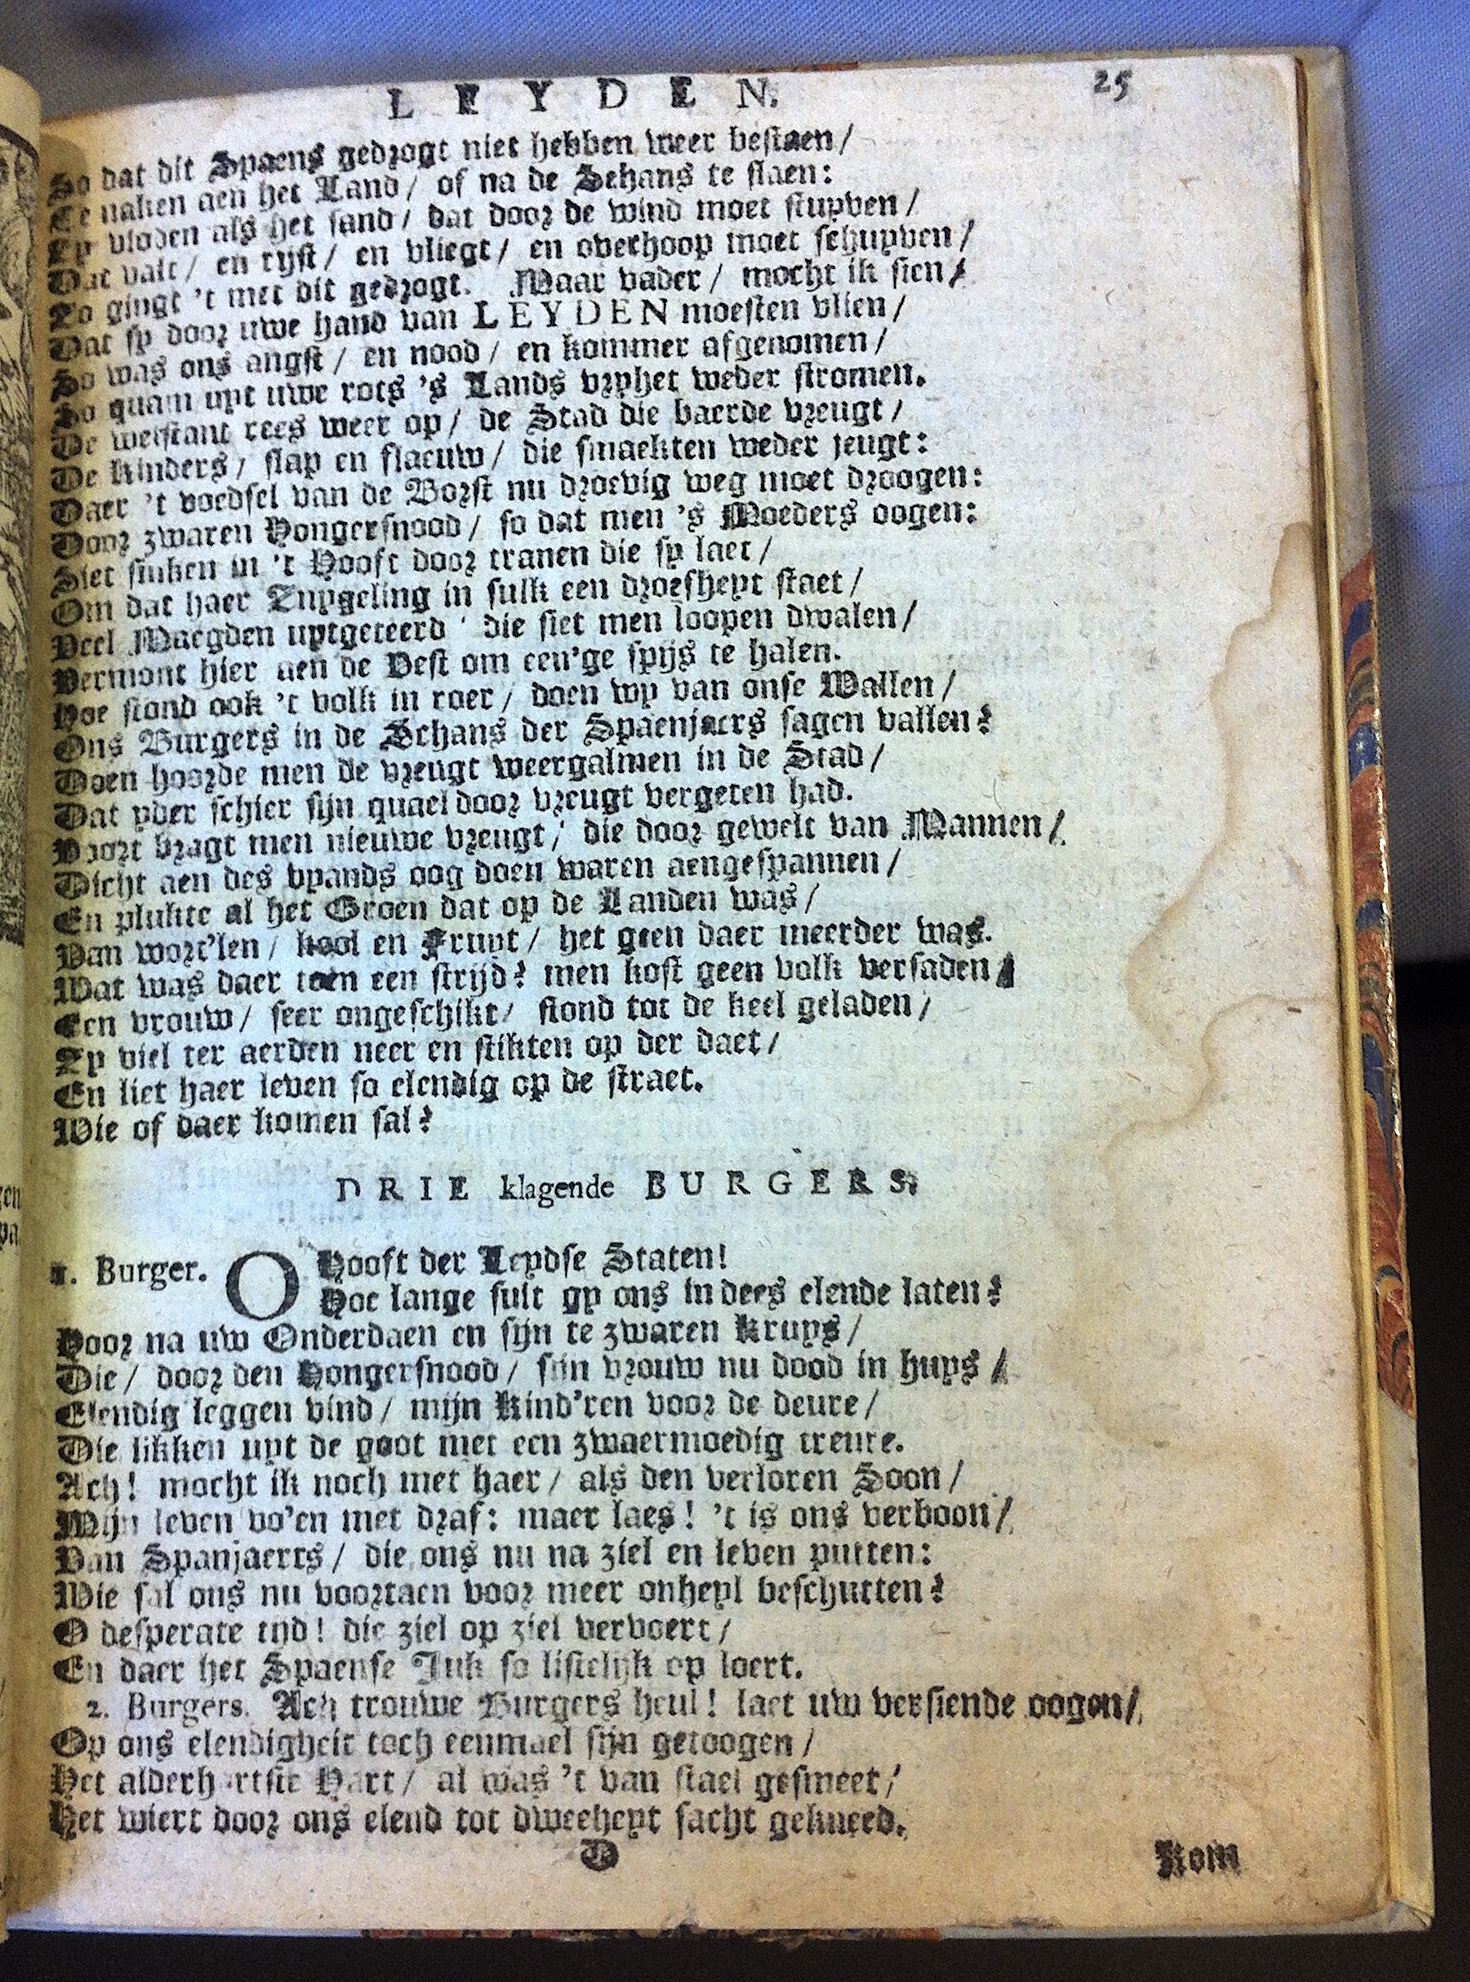 LEYDEN. 25
So dat dit Spaens gedrogt niet hebben weer bestaen/
Te naken aen het Land/ of na de Schans te slaen:
Sy vloden als het sand/ dat door de wind moet stuyven/
Dat valt/ en ryst/ en vliegt/ en overhoop moet schuyven/
So gingt 't met dit gedrogt. Maar vader/ mocht ik sien/
Dat sy door uwe hand van LEYDEN moesten vlien/
So was ons angst/ en nood/ en kommer afgenomen/
So quam uyt uwe rots 's Lands vryhet weder stromen.
De welstant rees weer op/ de Stad die baerde vreugt/
De kinders/ slap en flaeuw/ die smaekten weder jeugt:
Daer 't voedsel van de Borst nu droevig weg moet droogen:
Door zwaren Hongersnood/ so dat men 's Moeders oogen:
Siet sinken in 't Hooft door tranen die sy laet/
Om dat haer Suygeling in sulk een droefheyt staet/
Veel Maegden uytgeteerd die siet men loopen dwalen/
Vermomt hier aen de Vest om een'ge spijs te halen.
Hoe stond ook 't volk in roer/ doen wy van onse Wallen/
Ons Burgers in de Schans der Spaenjaers sagen vallen?
Doen hoorde men de vreugt weergalmen in de Stad/
Dat yder schier sijn quael door vreugt vergeten had.
Voort bragt men nieuwe vreugt/ die door gewelt van Mannen/
Dicht aen des vyands oog doen waren aengespannen/
En plukte al het Groen dat op de Landen was/
Van wort'len/ kool en Fruyt/ het geen daer meerder was.
Wat was daer toen een strijd? men kost geen volk versaden/
Een vrouw/ seer ongeschikt/ stond tot de keel geladen/
Sy viel ter aerden neer en stikten op der daet/
En liet haer leven so elendig op de straet.
Wie of daer komen sal?
DRIE klagende BURGERS.
1. Burger. O Hooft der Leydse Staten!
Hoe lange sult gy ons in dees elende laten?
Hoor na uw Onderdaen en sijn te zwaren kruys/
Die/ door den Hongersnood/ sijn vrouw nu dood in huys/
Elendig leggen vind/ mijn kind'ren voor de deure/
Die likken uyt de goot met een zwaermoedig treure.
Ach! mocht ik noch met haer/ als den verloren Soon/
Mijn leven vo'en met draf: maer laes! 't is ons verboon/
Van Spanjaerts/ die ons nu na ziel en leven putten:
Wie sal ons nu voortaen voor meer onheyl beschutten?
O desperate tijd! die ziel op ziel vervoert/
En daer het Spaense Juk so listelijk op loert.
2. Burgers. Ach trouwe Burgers heul! laet uw versiende oogen/
Op ons elendigheit toch eenmael sijn getoogen/
Het alderhartste Hart/ al was 't van stael gesmeet/
Het wiert door ons elend tot dweeheyt sacht gekneed.
D Kom